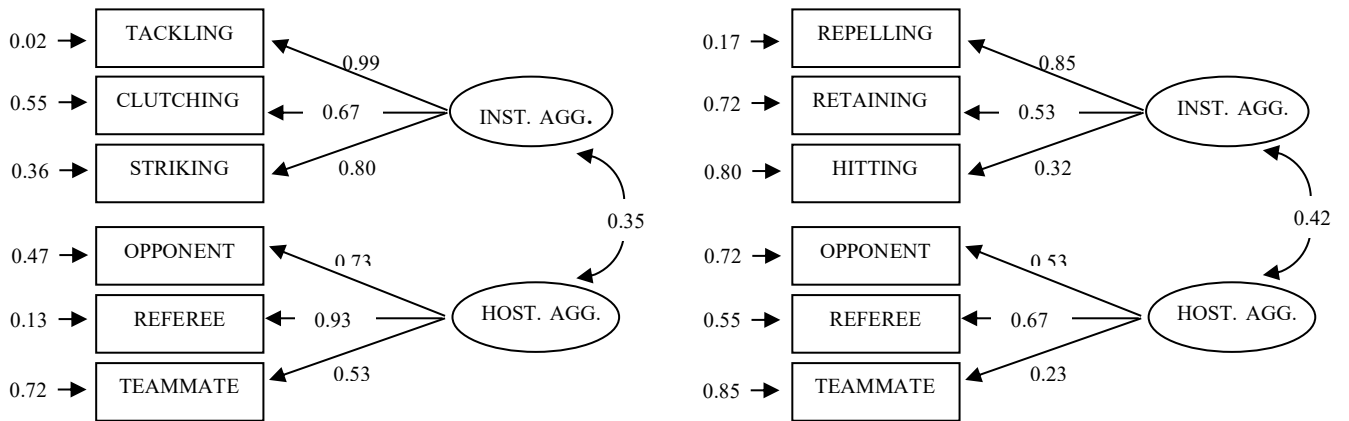 0.02
TACKLING
0.99
0.55
CLUTCHING
0.67
INST. AGG.
0.36
STRIKING
0.80
0.35
0.47
OPPONENT
0.73
0.13
REFEREE
0.93
HOST. AGG.
0.72
TEAMMATE
0.53
0.17
REPELLING
0.85
0.72
RETAINING
0.53
INST. AGG.
0.80
HITTING
0.32
0.42
0.72
OPPONENT
0.53
0.55
REFEREE
0.67
HOST. AGG.
0.85
TEAMMATE
0.23